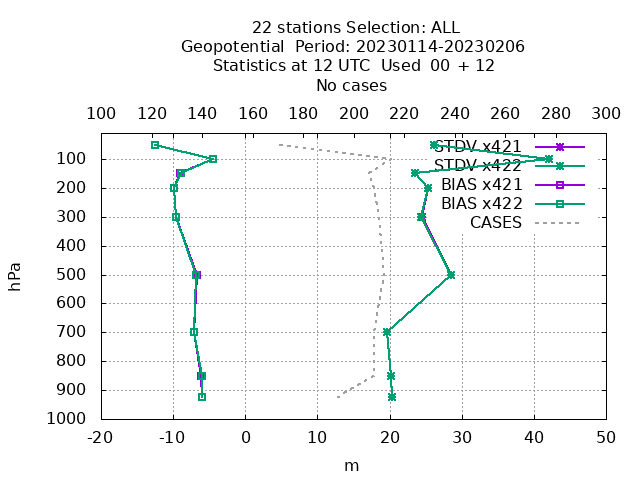 22 stations Selection: ALL
Geopotential  Period: 20230114-20230206
Statistics at 12 UTC  Used  00 + 12
No cases
100 120 140 160 180 200 220 240 260 280 300
STDV x421
STDV x422
BIAS x421
BIAS x422
CASES
100
200
300
400
500
600
700
800
900
1000
hPa
-20 -10 0 10 20 30 40 50
m